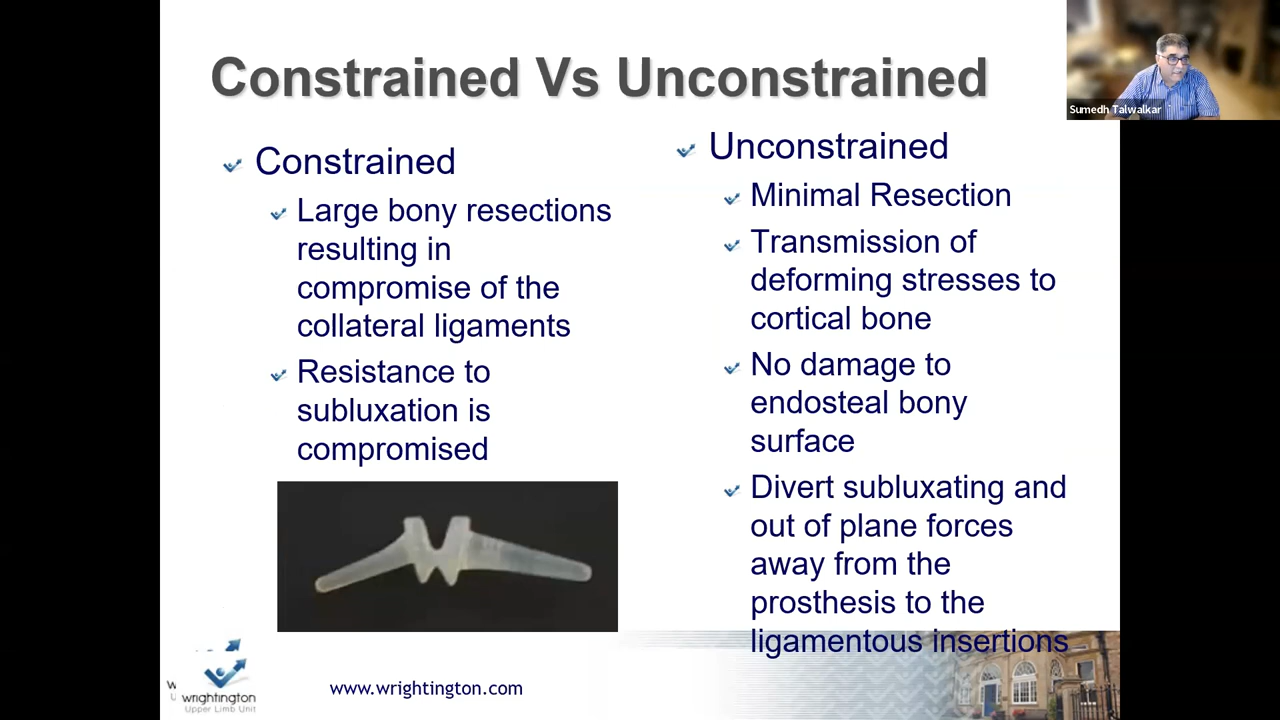 Constrained Vs Unconstrained
Sumedh Talwalkar
Constrained
Large bony resections
resulting in
compromise of the
collateral ligaments
Resistance to
subluxation is
compromised
Unconstrained
Minimal Resection
Transmission of
deforming stresses to
cortical bone
No damage to
endosteal bony
surface
Divert subluxating and
out of plane forces
away from the
prosthesis to the
ligamentous insertions
wrightington
Upper Limb Unit
www.wrightington.com